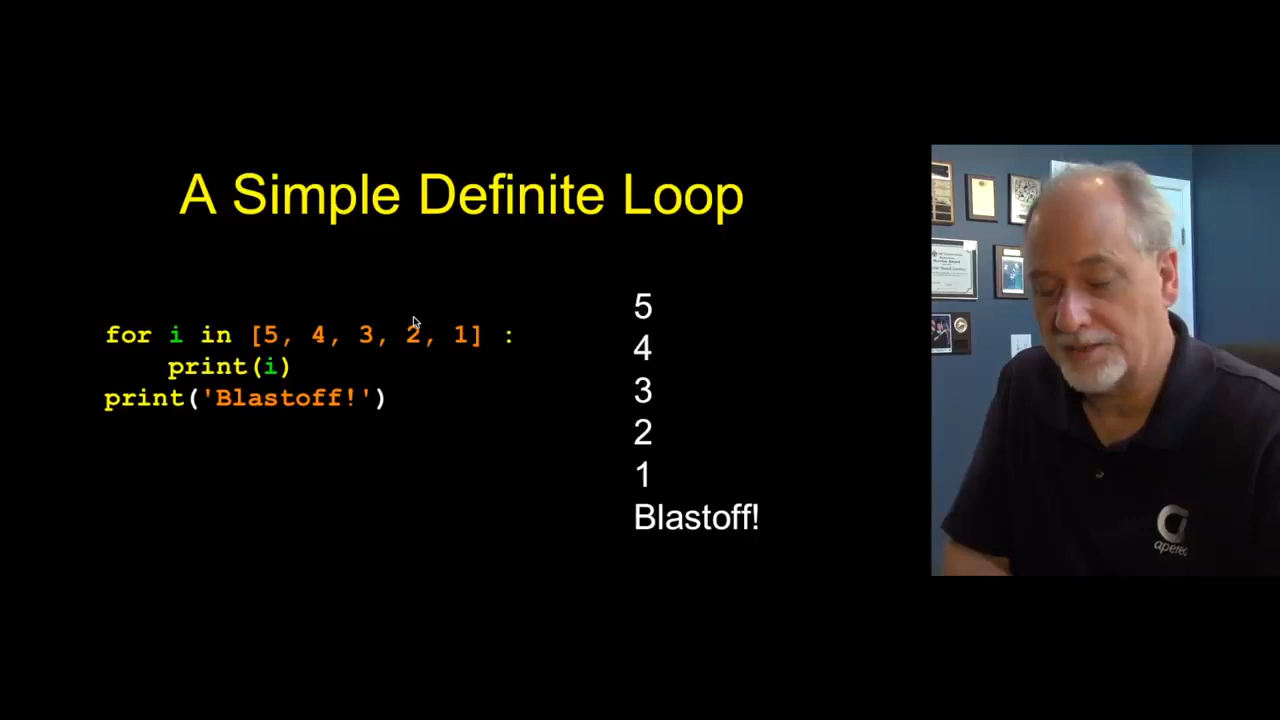 A Simple Definite Loop
for i in [5, 4, 3, 2, 1] :
    print(i)
print('Blastoff!')
5
4
3
2
1
Blastoff!